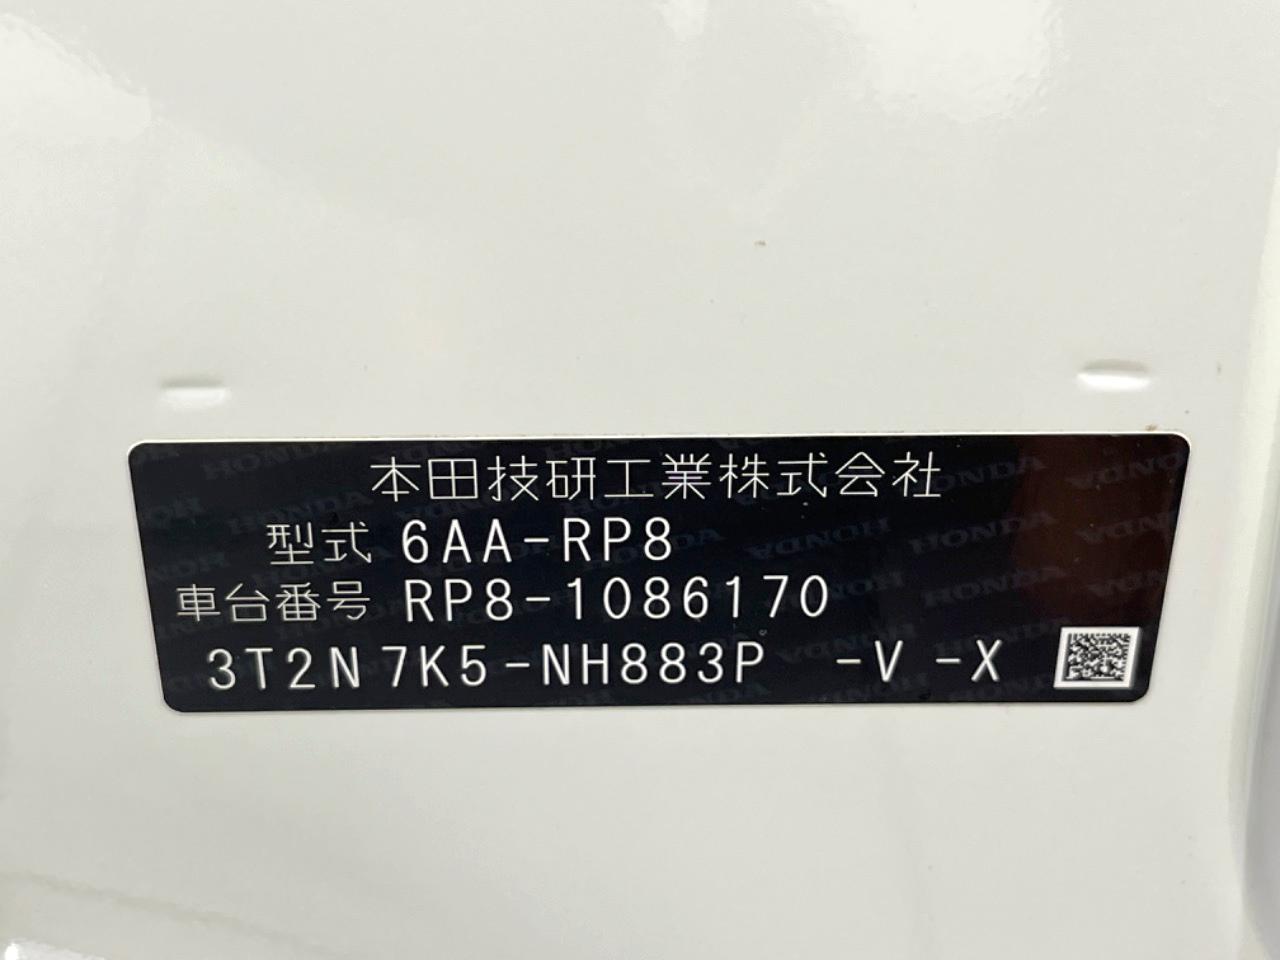 本田技研工業株式会社
型式 6AA-RP8
車台番号 RP8-1086170
3T2N7K5-NH883P -V-X